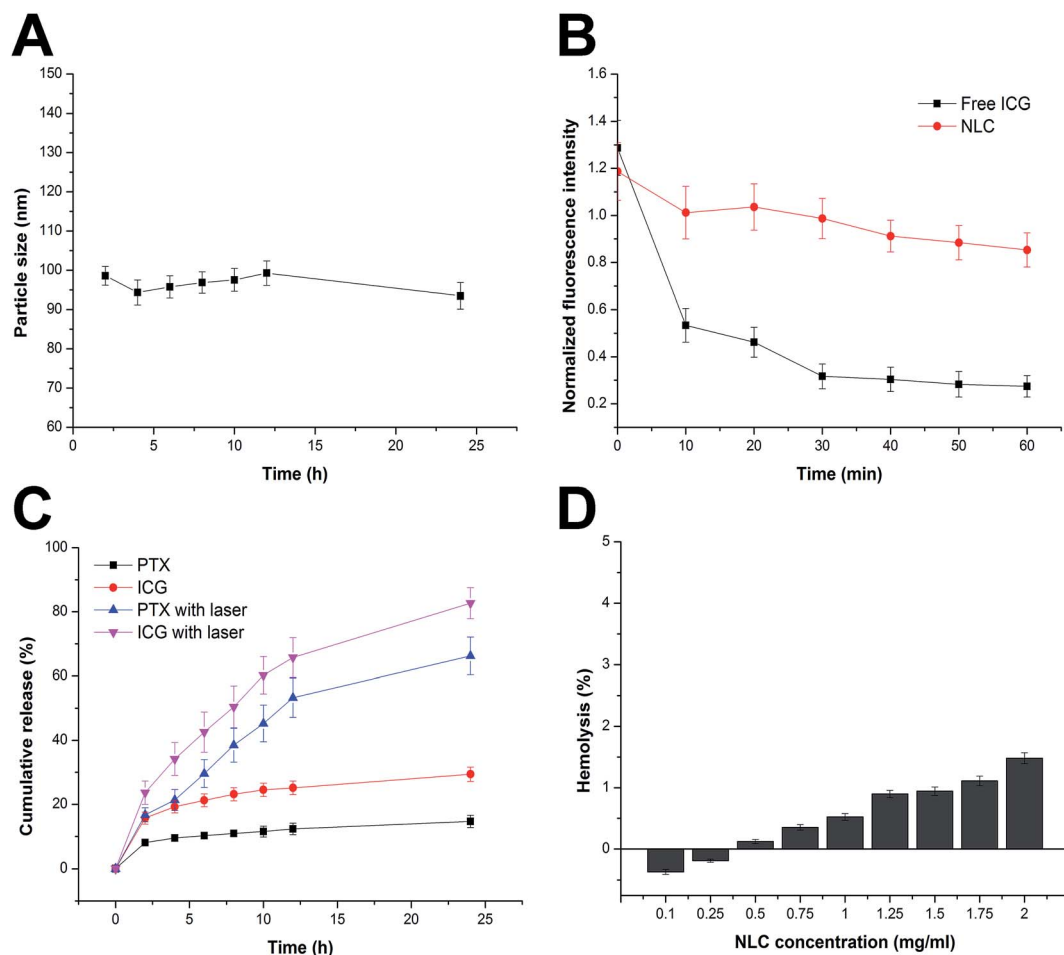 A
150
140
130
120
110
100
90
80
70
60
Particle size (nm)
0 5 10 15 20 25
Time (h)
B
1.6
1.4
1.2
1.0
0.8
0.6
0.4
0.2
Normalized fluorescence intensity
Free ICG
NLC
0 10 20 30 40 50 60
Time (min)
C
100
80
60
40
20
0
Cumulative release (%)
PTX
ICG
PTX with laser
ICG with laser
0 5 10 15 20 25
Time (h)
D
5
4
3
2
1
0
Hemolysis (%)
0.1 0.25 0.5 0.75 1 1.25 1.5 1.75 2
NLC concentration (mg/ml)